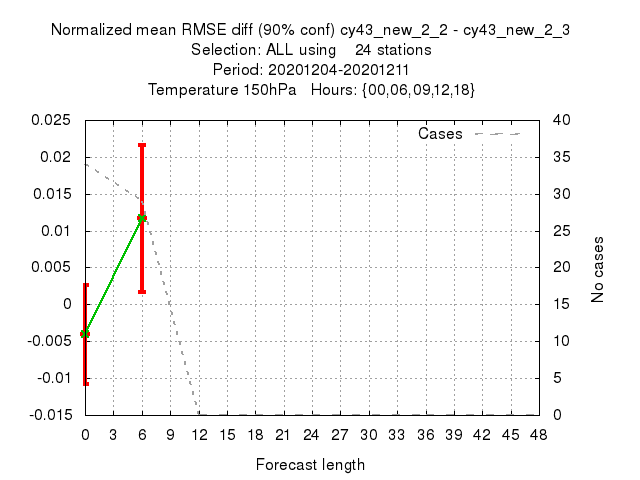 Normalized mean RMSE diff (90% conf) cy43_new_2_2 - cy43_new_2_3
Selection: ALL using    24 stations
Period: 20201204-20201211
Temperature 150hPa   Hours: {00,06,09,12,18}
0.025
0.02
0.015
0.01
0.005
0
-0.005
-0.01
-0.015
Cases
40
35
30
25
20
15
10
5
0
No cases
0 3 6 9 12 15 18 21 24 27 30 33 36 39 42 45 48
Forecast length